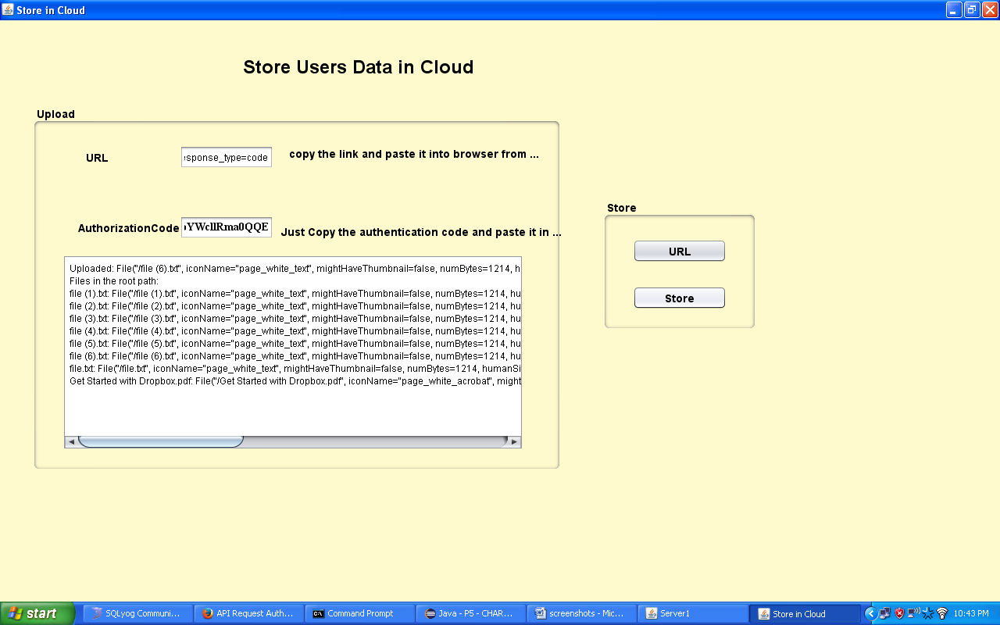 Store in Cloud
Store Users Data in Cloud
Upload
URL
sponse_type=code
copy the link and paste it into browser from ...
AuthorizationCode
YWcllRma0QQE
Just Copy the authentication code and paste it in ...
Uploaded: File("/file (6).txt", iconName="page_white_text", mightHaveThumbnail=false, numBytes=1214, h
Files in the root path:
file (1).txt: File("/file (1).txt", iconName="page_white_text", mightHaveThumbnail=false, numBytes=1214, hu
file (2).txt: File("/file (2).txt", iconName="page_white_text", mightHaveThumbnail=false, numBytes=1214, hu
file (3).txt: File("/file (3).txt", iconName="page_white_text", mightHaveThumbnail=false, numBytes=1214, hu
file (4).txt: File("/file (4).txt", iconName="page_white_text", mightHaveThumbnail=false, numBytes=1214, hu
file (5).txt: File("/file (5).txt", iconName="page_white_text", mightHaveThumbnail=false, numBytes=1214, hu
file (6).txt: File("/file (6).txt", iconName="page_white_text", mightHaveThumbnail=false, numBytes=1214, hu
file.txt: File("/file.txt", iconName="page_white_text", mightHaveThumbnail=false, numBytes=1214, humanSi
Get Started with Dropbox.pdf: File("/Get Started with Dropbox.pdf", iconName="page_white_acrobat", might
Store
URL
Store
start
SQLyog Communi...
API Request Auth...
Command Prompt
Java - P5 - CHAR...
screenshots - Mic...
Server1
Store in Cloud
10:43 PM